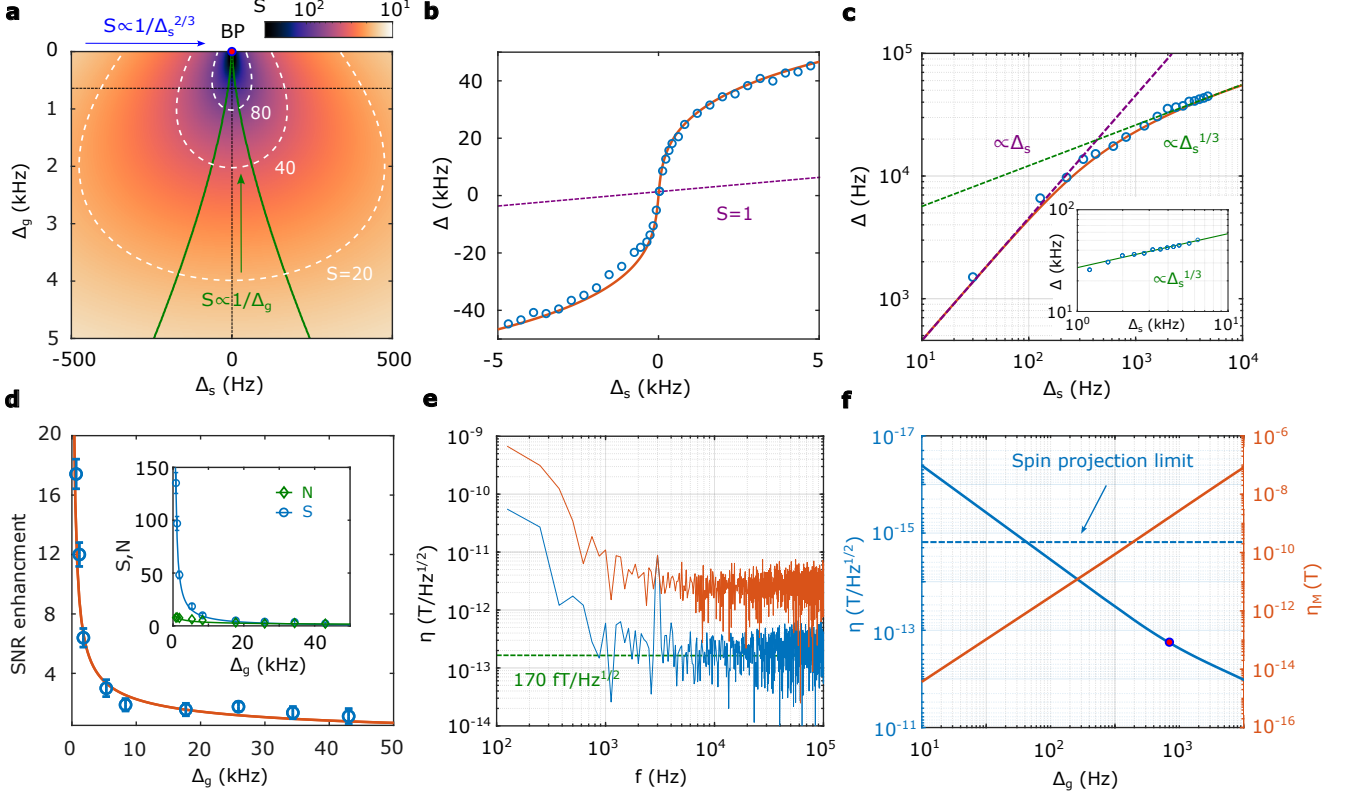 a
S∝1/Δs^2/3
BP
S
10^2
10^1
0
1
2
3
4
5
Δg (kHz)
80
40
S=20
S∝1/Δg
-500
0
500
Δs (Hz)
b
40
20
0
-20
-40
Δ (kHz)
S=1
-5
0
5
Δs (kHz)
c
10^5
10^4
10^3
Δ (Hz)
∝Δs
∝Δs^1/3
10^2
10^1
Δ (kHz)
∝Δs^1/3
10^0
10^1
Δs (kHz)
10^1
10^2
10^3
10^4
Δs (Hz)
d
20
16
12
8
4
SNR enhancment
150
100
50
0
S,N
N
S
0
20
40
Δg (kHz)
0
10
20
30
40
50
Δg (kHz)
e
10^-9
10^-10
10^-11
10^-12
10^-13
10^-14
η (T/Hz^1/2)
170 fT/Hz^1/2
10^2
10^3
10^4
10^5
f (Hz)
f
10^-17
10^-15
10^-13
10^-11
η (T/Hz^1/2)
Spin projection limit
10^-6
10^-8
10^-10
10^-12
10^-14
10^-16
ηM (T)
10^1
10^2
10^3
Δg (Hz)